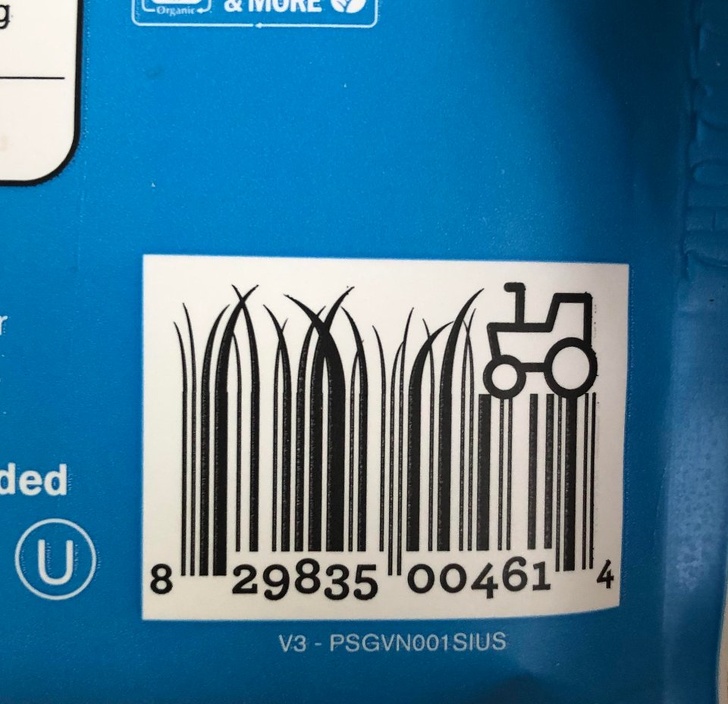 g
Organic
& MORE
r
ded
U
8 29835 00461 4
V3 - PSGVN001SIUS